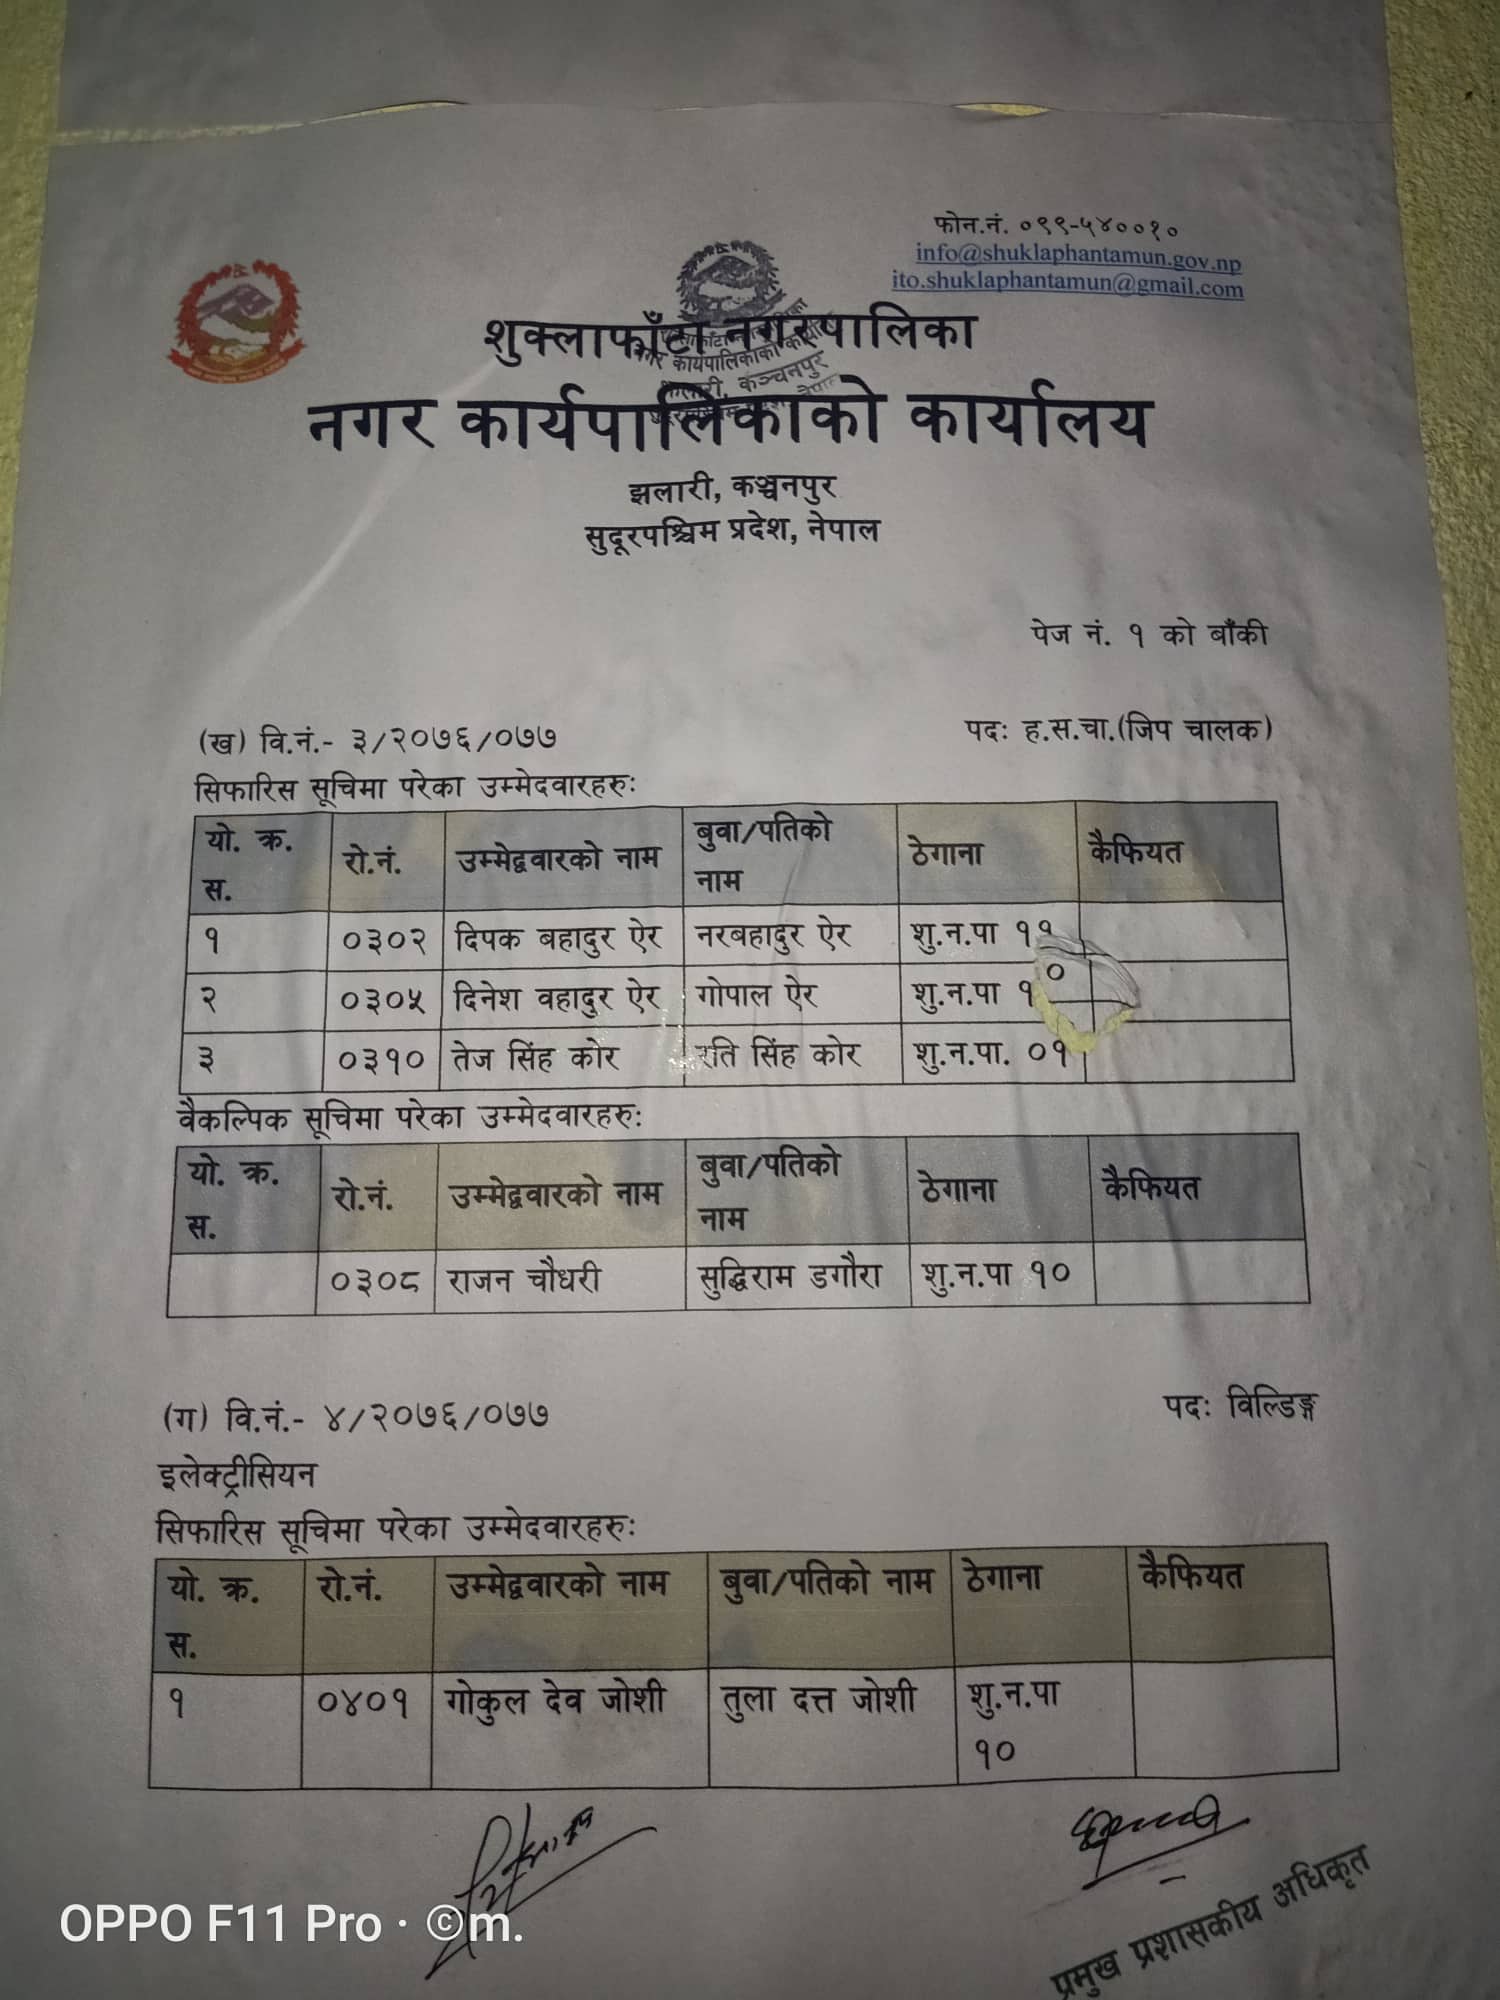 फोन.नं. ०९९-५४००१०
info@shuklaphantamun.gov.np
ito.shuklaphantamun@gmail.com
शुक्लाफाँटा नगरपालिका
नगर कार्यपालिकाको कार्यालय
झलारी, कञ्चनपुर
सुदूरपश्चिम प्रदेश, नेपाल
पेज नं. १ को बाँकी
(ख) वि.नं.- ३/२०७६/०७७ पदः ह.स.चा.(जिप चालक)
सिफारिस सूचिमा परेका उम्मेदवारहरुः
यो. क्र. स. रो.नं. उम्मेद्ववारको नाम बुवा/पतिको नाम ठेगाना कैफियत
१ ०३०२ दिपक बहादुर ऐर नरबहादुर ऐर शु.न.पा ११
२ ०३०५ दिनेश वहादुर ऐर गोपाल ऐर शु.न.पा १०
३ ०३१० तेज सिंह कोर रति सिंह कोर शु.न.पा. ०१
वैकल्पिक सूचिमा परेका उम्मेदवारहरुः
यो. क्र. स. रो.नं. उम्मेद्ववारको नाम बुवा/पतिको नाम ठेगाना कैफियत
०३०८ राजन चौधरी सुद्धिराम डगौरा शु.न.पा १०
(ग) वि.नं.- ४/२०७६/०७७ पदः विल्डिङ्ग
इलेक्ट्रीसियन
सिफारिस सूचिमा परेका उम्मेदवारहरुः
यो. क्र. स. रो.नं. उम्मेद्ववारको नाम बुवा/पतिको नाम ठेगाना कैफियत
१ ०४०१ गोकुल देव जोशी तुला दत्त जोशी शु.न.पा १०
प्रमुख प्रशासकीय अधिकृत
OPPO F11 Pro · ©m.